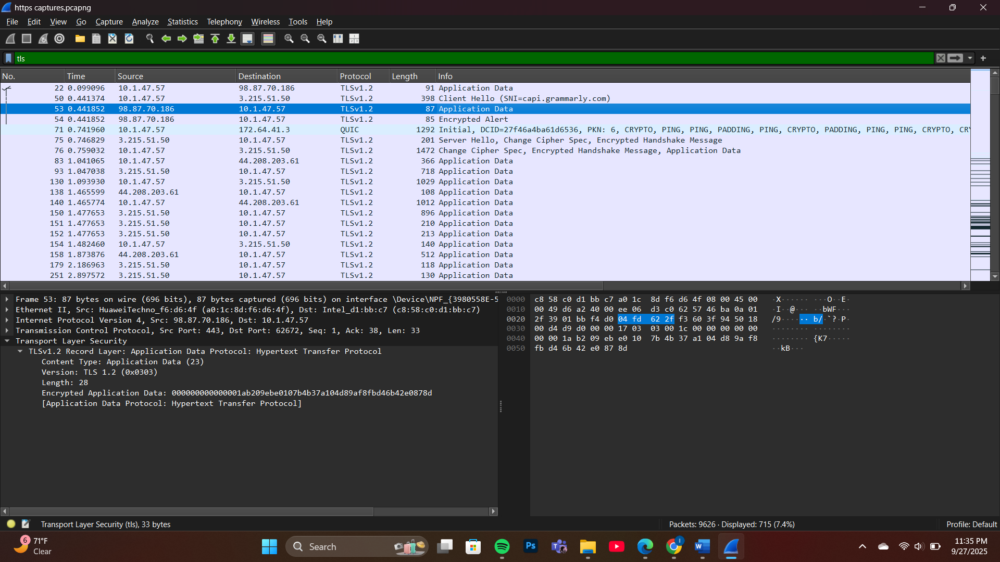 https captures.pcapng
File Edit View Go Capture Analyze Statistics Telephony Wireless Tools Help
tls
No. Time Source Destination Protocol Length Info
22 0.099096 10.1.47.57 98.87.70.186 TLSv1.2 91 Application Data
50 0.441374 10.1.47.57 3.215.51.50 TLSv1.2 398 Client Hello (SNI=capi.grammarly.com)
53 0.441852 98.87.70.186 10.1.47.57 TLSv1.2 87 Application Data
54 0.441852 98.87.70.186 10.1.47.57 TLSv1.2 85 Encrypted Alert
71 0.741960 10.1.47.57 172.64.41.3 QUIC 1292 Initial, DCID=27f46a4ba61d6536, PKN: 6, CRYPTO, PING, PING, PADDING, PING, CRYPTO, PADDING, PING, PING, CRYPTO, CRY
75 0.746829 3.215.51.50 10.1.47.57 TLSv1.2 201 Server Hello, Change Cipher Spec, Encrypted Handshake Message
76 0.759032 10.1.47.57 3.215.51.50 TLSv1.2 1472 Change Cipher Spec, Encrypted Handshake Message, Application Data
83 1.041065 10.1.47.57 44.208.203.61 TLSv1.2 366 Application Data
93 1.047038 3.215.51.50 10.1.47.57 TLSv1.2 718 Application Data
130 1.093930 10.1.47.57 3.215.51.50 TLSv1.2 1029 Application Data
138 1.465599 44.208.203.61 10.1.47.57 TLSv1.2 108 Application Data
140 1.465774 10.1.47.57 44.208.203.61 TLSv1.2 1012 Application Data
150 1.477653 3.215.51.50 10.1.47.57 TLSv1.2 896 Application Data
151 1.477653 3.215.51.50 10.1.47.57 TLSv1.2 210 Application Data
152 1.477653 3.215.51.50 10.1.47.57 TLSv1.2 213 Application Data
154 1.482460 10.1.47.57 3.215.51.50 TLSv1.2 140 Application Data
158 1.873876 44.208.203.61 10.1.47.57 TLSv1.2 512 Application Data
179 2.186963 3.215.51.50 10.1.47.57 TLSv1.2 118 Application Data
251 2.897572 3.215.51.50 10.1.47.57 TLSv1.2 130 Application Data
Frame 53: 87 bytes on wire (696 bits), 87 bytes captured (696 bits) on interface \Device\NPF_{3980558E-5
Ethernet II, Src: HuaweiTechno_f6:d6:4f (a0:1c:8d:f6:d6:4f), Dst: Intel_d1:bb:c7 (c8:58:c0:d1:bb:c7)
Internet Protocol Version 4, Src: 98.87.70.186, Dst: 10.1.47.57
Transmission Control Protocol, Src Port: 443, Dst Port: 62672, Seq: 1, Ack: 38, Len: 33
Transport Layer Security
TLSv1.2 Record Layer: Application Data Protocol: Hypertext Transfer Protocol
Content Type: Application Data (23)
Version: TLS 1.2 (0x0303)
Length: 28
Encrypted Application Data: 000000000000001ab209ebe0107b4b37a104d89af8fbd46b42e0878d
[Application Data Protocol: Hypertext Transfer Protocol]
0000 c8 58 c0 d1 bb c7 a0 1c 8d f6 d6 4f 08 00 45 00 ·X······ ···O··E·
0010 00 49 d6 a2 40 00 ee 06 d3 c0 62 57 46 ba 0a 01 ·I··@··· ··bWF···
0020 2f 39 01 bb f4 d0 04 fd 62 2f f3 60 3f 94 50 18 /9······ b/·`?·P·
0030 00 d4 d9 d0 00 00 17 03 03 00 1c 00 00 00 00 00 ········ ········
0040 00 00 1a b2 09 eb e0 10 7b 4b 37 a1 04 d8 9a f8 ········ {K7·····
0050 fb d4 6b 42 e0 87 8d ··kB···
Transport Layer Security (tls), 33 bytes
Packets: 9626 · Displayed: 715 (7.4%)
Profile: Default
6
71°F
Clear
Search
Ps
T
I
W
11:35 PM
9/27/2025